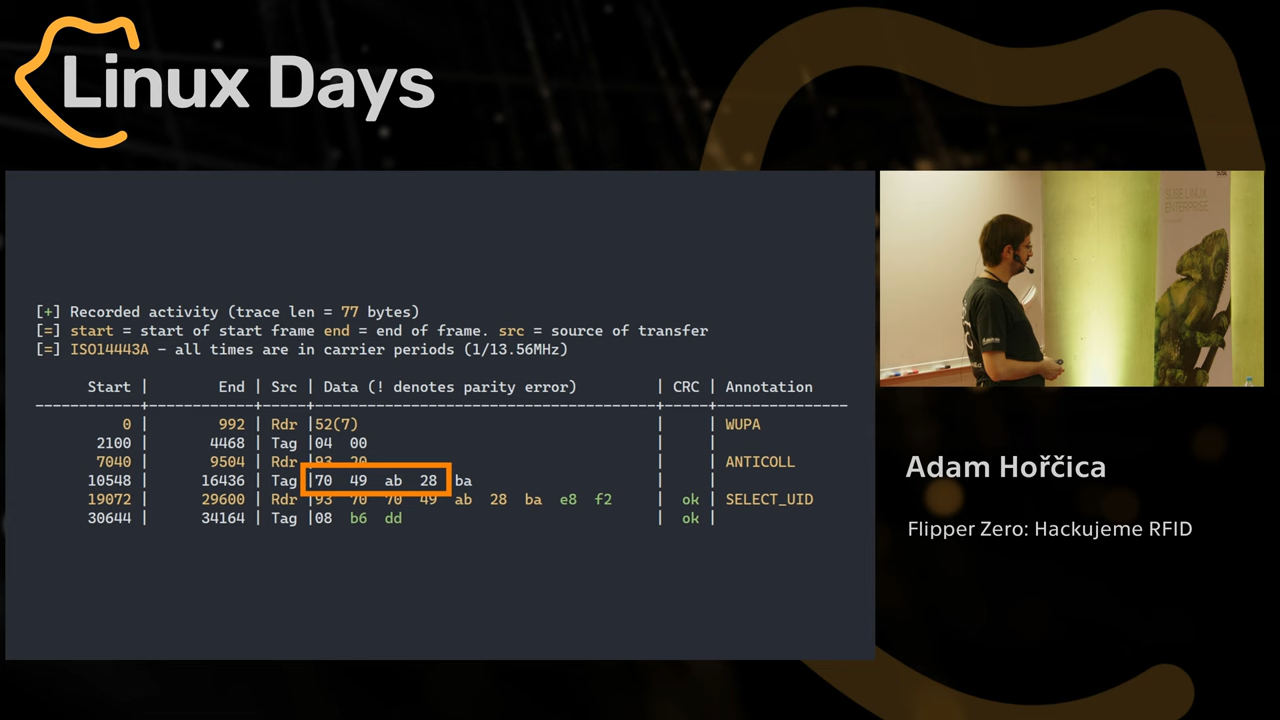 Linux Days
[+] Recorded activity (trace len = 77 bytes)
[=] start = start of start frame end = end of frame. src = source of transfer
[=] ISO14443A - all times are in carrier periods (1/13.56MHz)
Start | End | Src | Data (! denotes parity error) | CRC | Annotation
------------+------------+-----+-----------------------------------------+-----+---------------
0 | 992 | Rdr |52(7) | | WUPA
2100 | 4468 | Tag |04 00 | |
7040 | 9504 | Rdr |93 20 | | ANTICOLL
10548 | 16436 | Tag |70 49 ab 28 ba | |
19072 | 29600 | Rdr |93 70 70 49 ab 28 ba e8 f2 | ok | SELECT_UID
30644 | 34164 | Tag |08 b6 dd | ok |
SUSE
SUSE LINUX
ENTERPRISE
Adam Hořčica
Flipper Zero: Hackujeme RFID